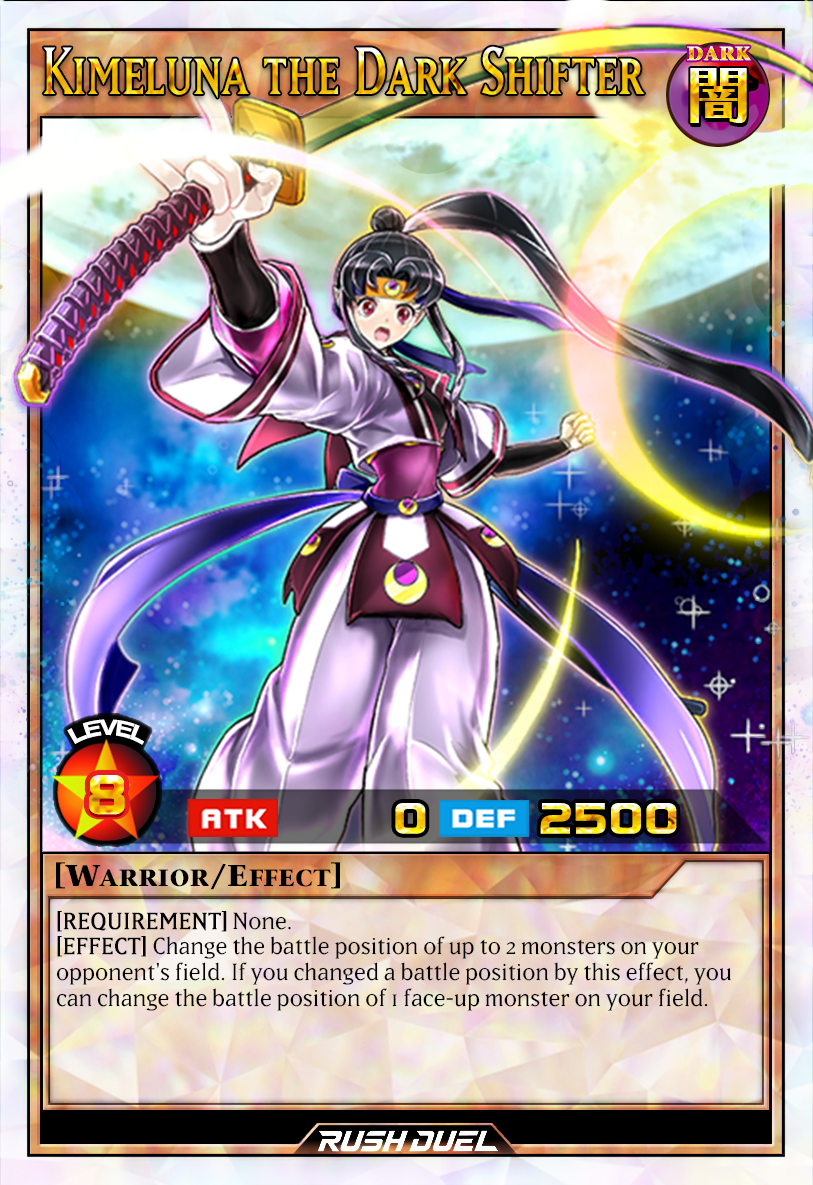 Kimeluna the Dark Shifter
DARK
闇
LEVEL
8
ATK 0 DEF 2500
[Warrior/Effect]
[REQUIREMENT] None.
[EFFECT] Change the battle position of up to 2 monsters on your
opponent's field. If you changed a battle position by this effect, you
can change the battle position of 1 face-up monster on your field.
RUSH DUEL